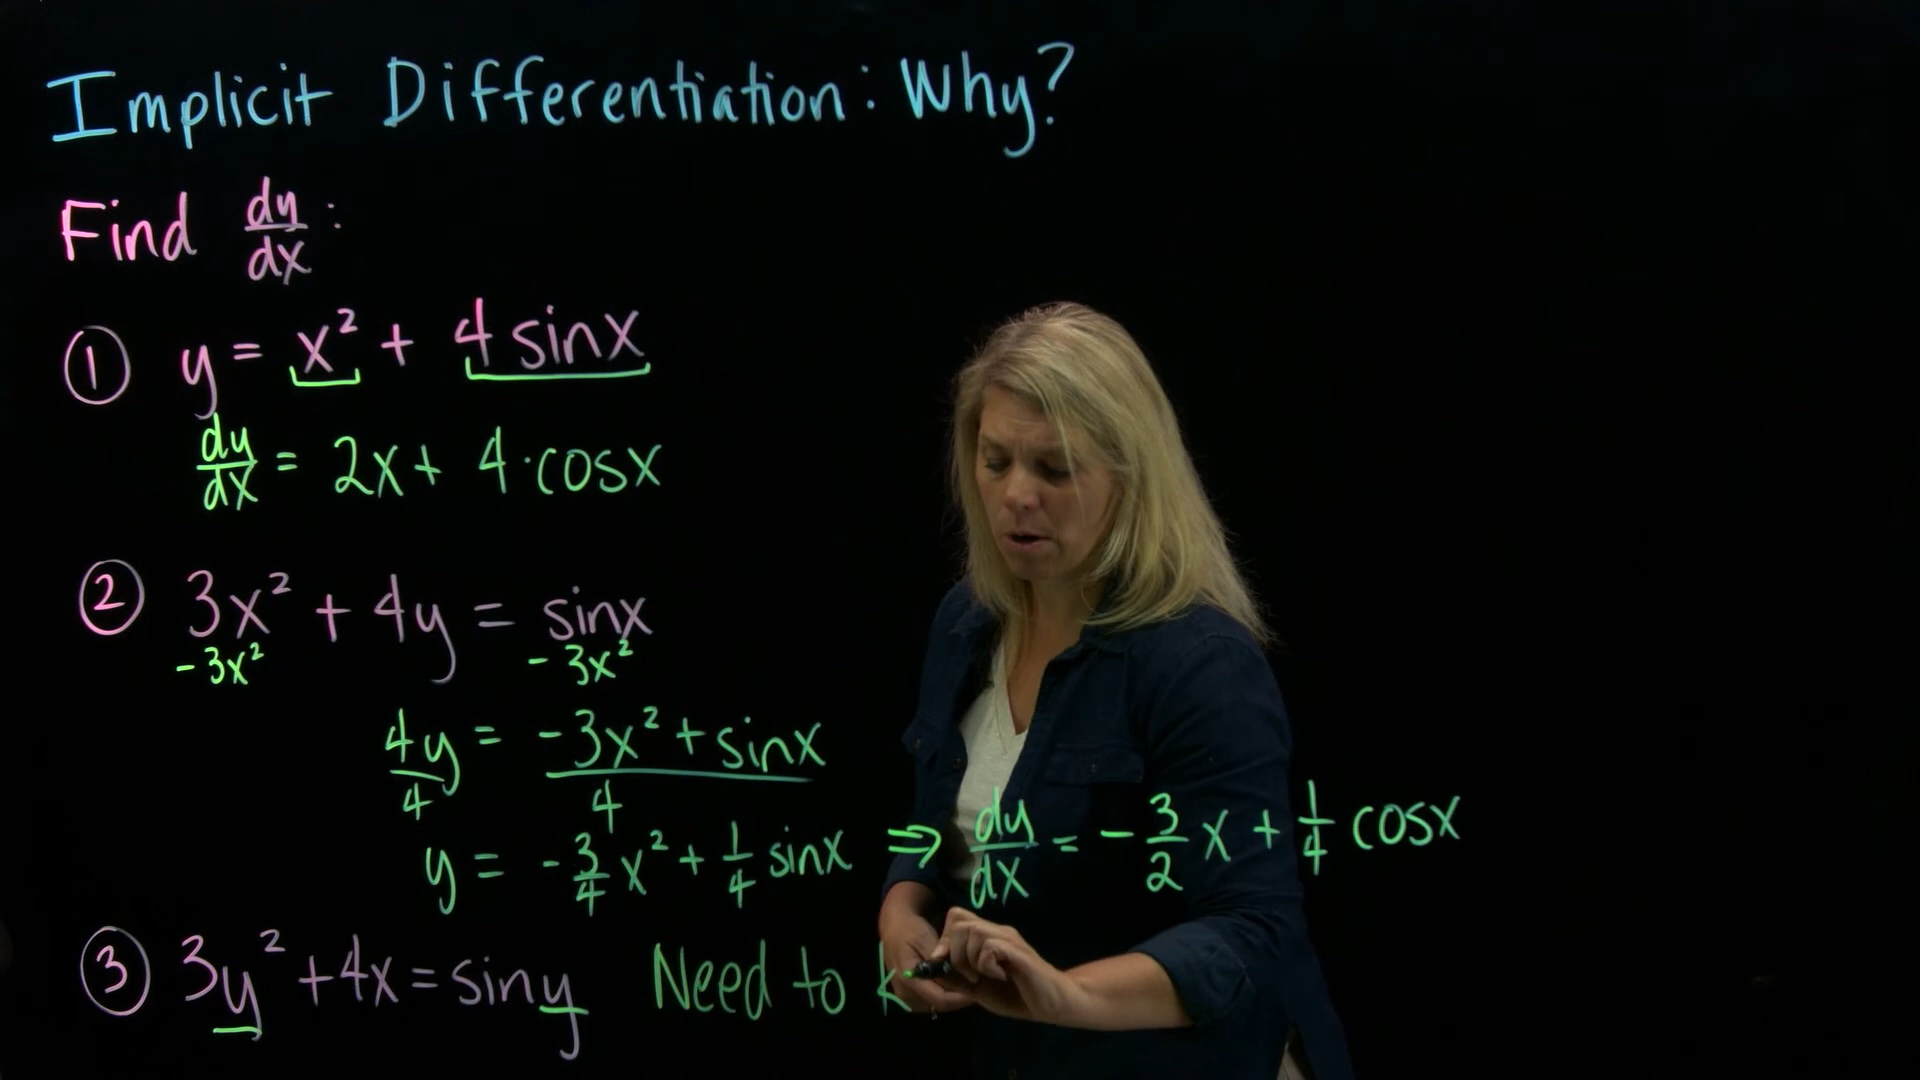 Implicit Differentiation: Why?
Find dy/dx:
① y = x² + 4 sinx
dy/dx = 2x + 4·cosx
② 3x² + 4y = sinx
-3x² - 3x²
4y/4 = -3x² + sinx/4
y = -3/4 x² + 1/4 sinx ⇒ dy/dx = -3/2 x + 1/4 cosx
③ 3y² + 4x = siny Need to k